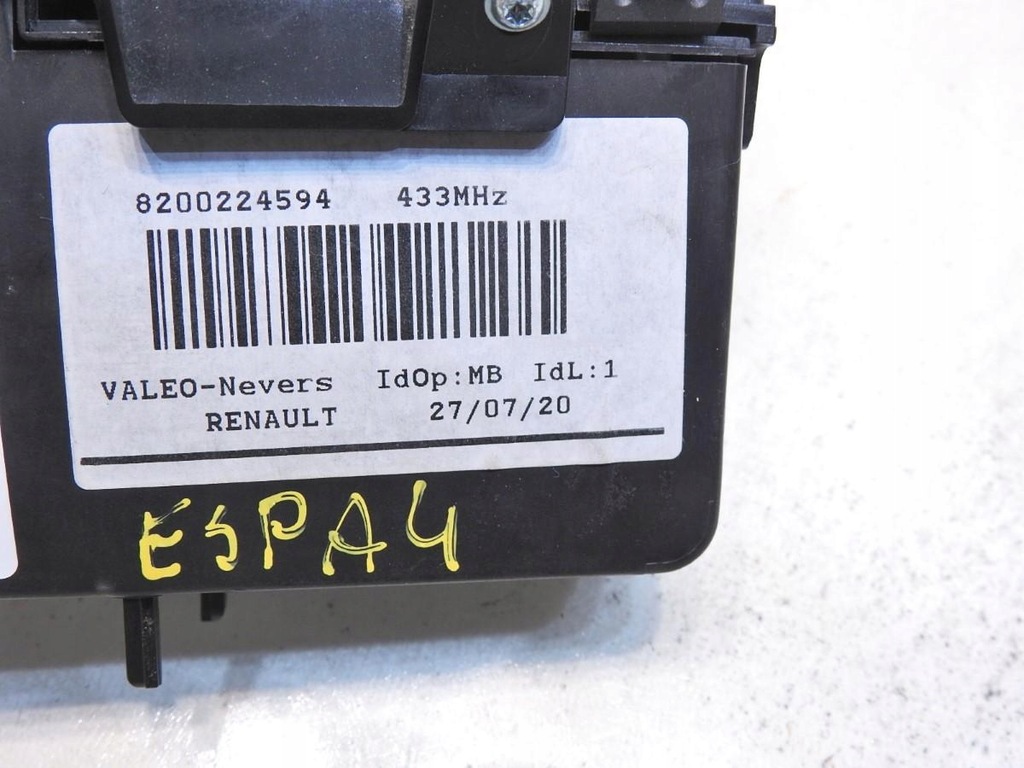 8200224594 433MHz
VALEO-Nevers IdOp:MB IdL:1
RENAULT 27/07/20
ESPA4